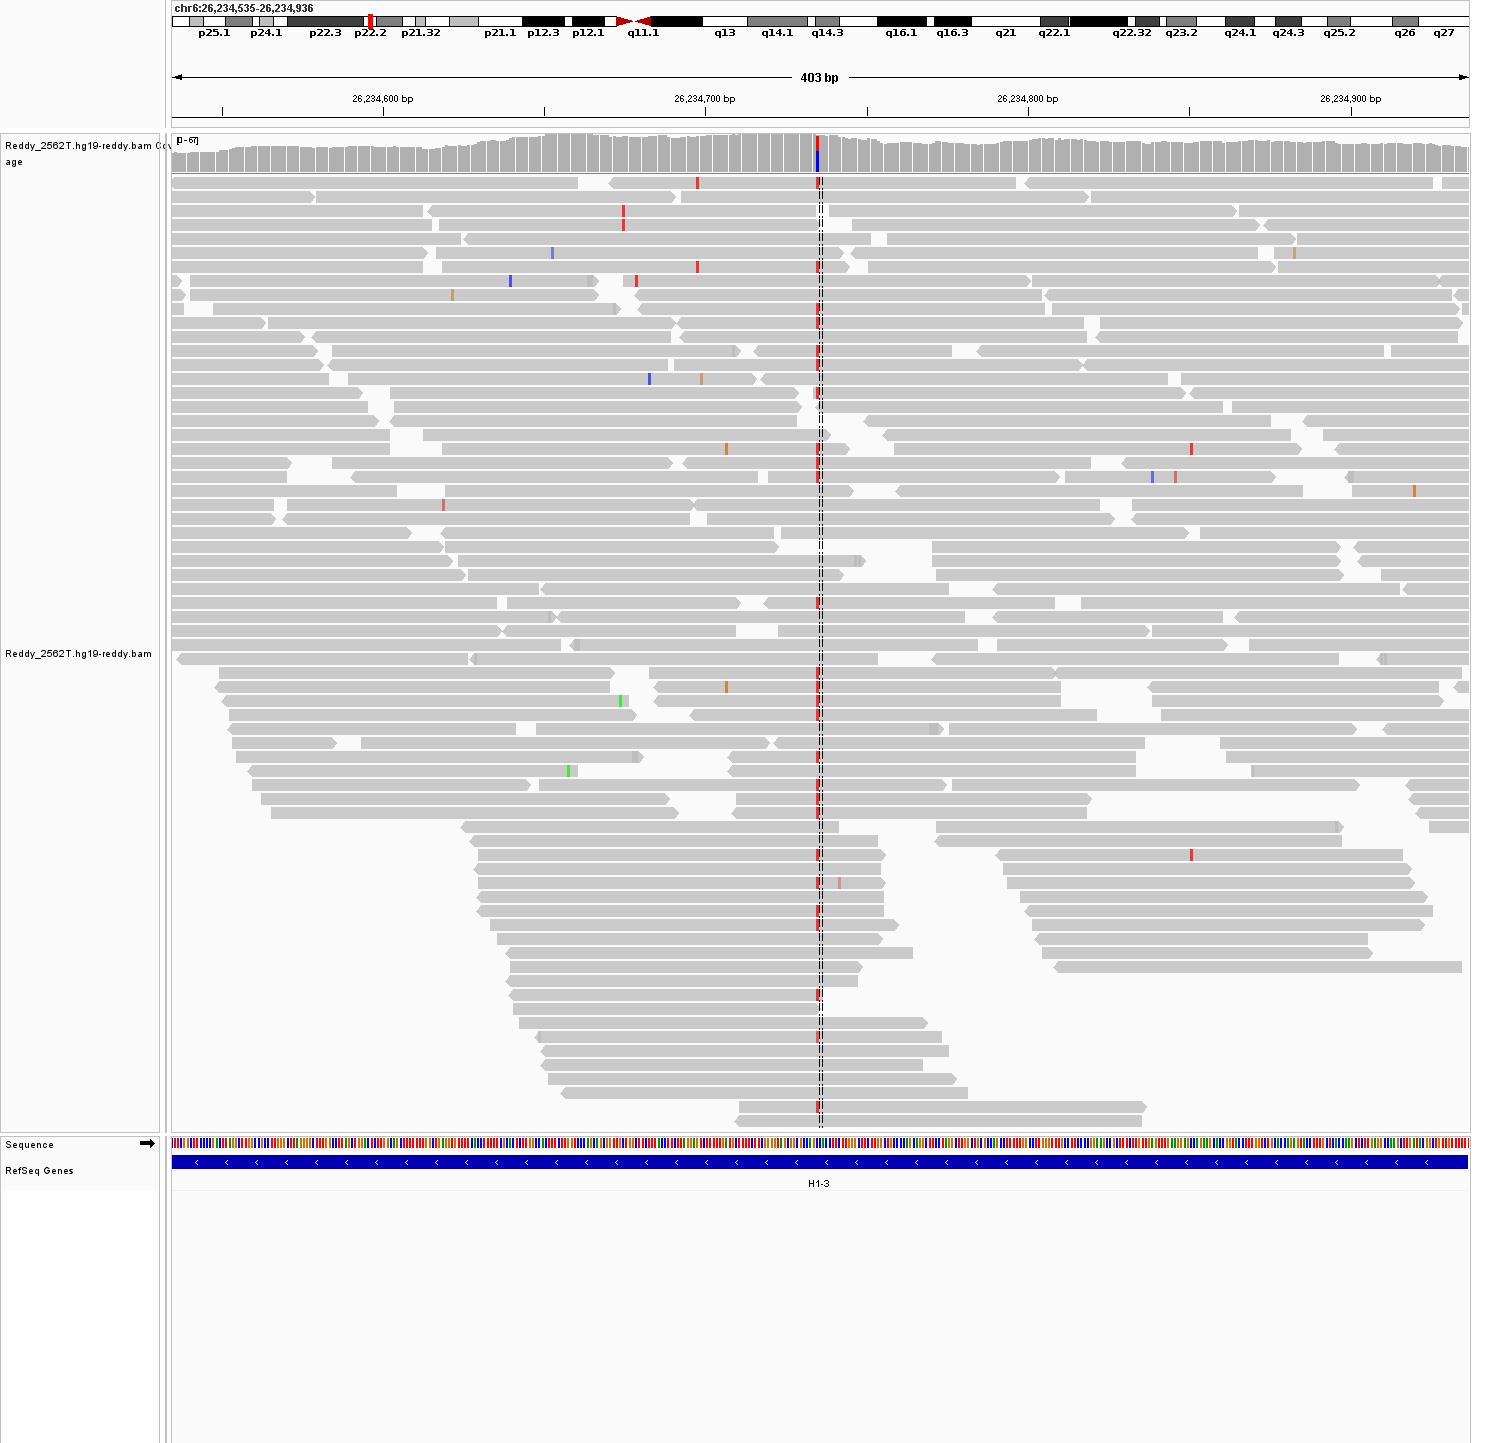 chr6:26,234,535-26,234,936
p25.1 p24.1 p22.3 p22.2 p21.32 p21.1 p12.3 p12.1 q11.1 q13 q14.1 q14.3 q16.1 q16.3 q21 q22.1 q22.32 q23.2 q24.1 q24.3 q25.2 q26 q27
403 bp
26,234,600 bp 26,234,700 bp 26,234,800 bp 26,234,900 bp
[0 - 67]
Reddy_2562T.hg19-reddy.bam Cov
age
Reddy_2562T.hg19-reddy.bam
Sequence
RefSeq Genes
H1-3